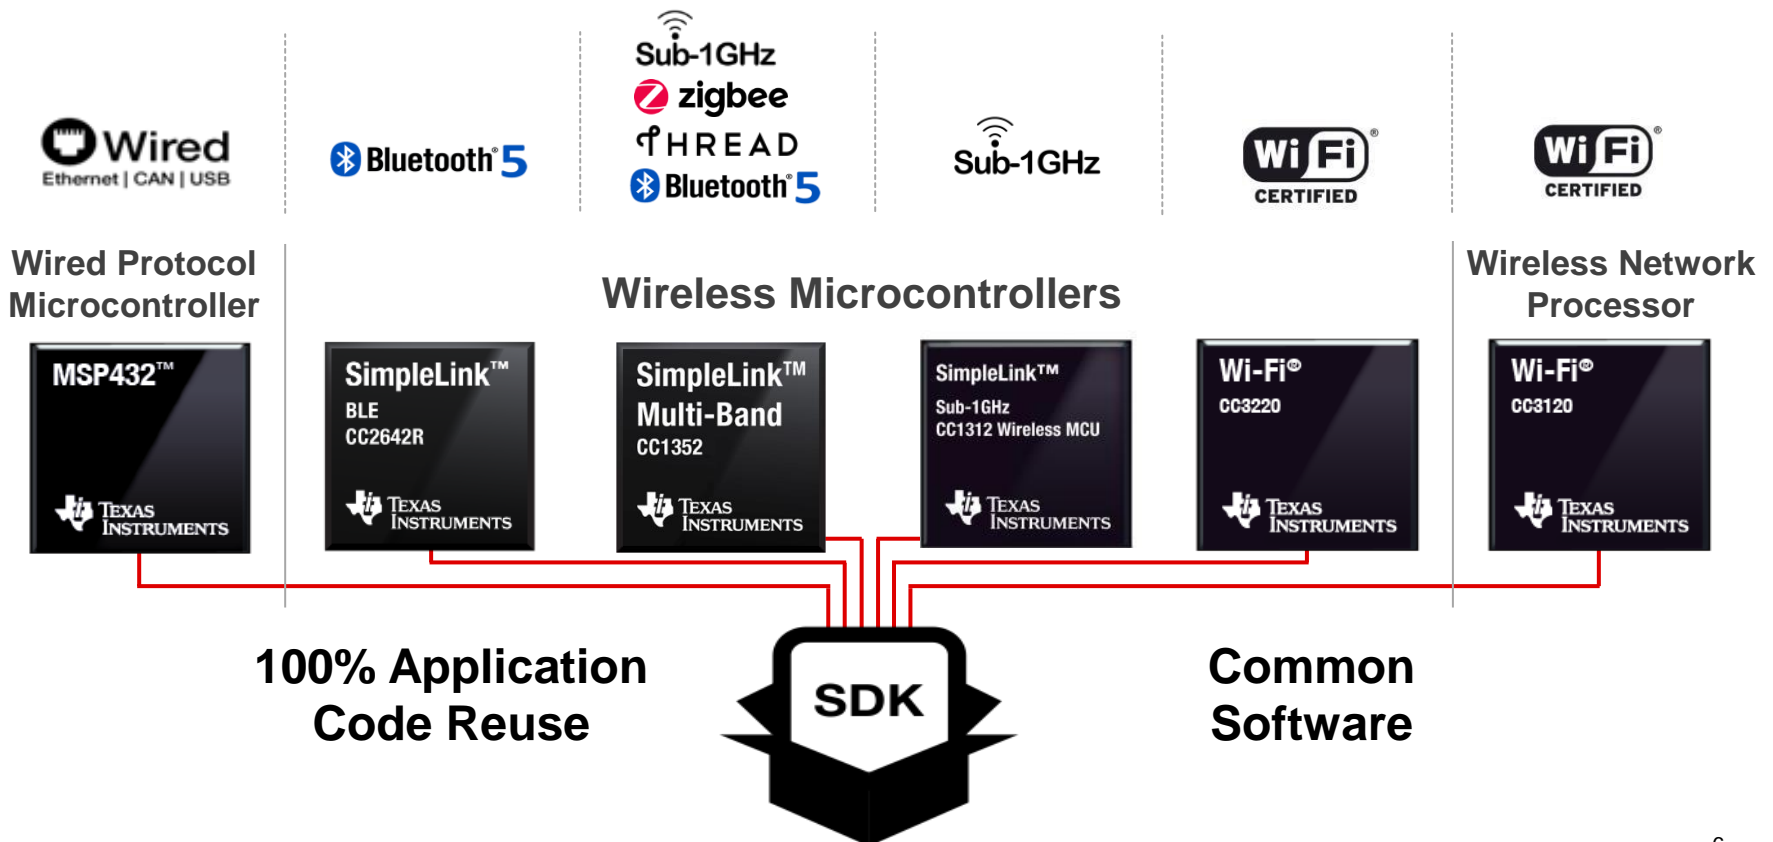 Wired
Ethernet | CAN | USB
Bluetooth® 5
Sub-1GHz
zigbee
THREAD
Bluetooth® 5
Sub-1GHz
Wi Fi®
CERTIFIED
Wi Fi®
CERTIFIED
Wired Protocol
Microcontroller
Wireless Microcontrollers
Wireless Network
Processor
MSP432™
TEXAS
INSTRUMENTS
SimpleLink™
BLE
CC2642R
TEXAS
INSTRUMENTS
SimpleLink™
Multi-Band
CC1352
TEXAS
INSTRUMENTS
SimpleLink™
Sub-1GHz
CC1312 Wireless MCU
TEXAS
INSTRUMENTS
Wi-Fi®
CC3220
TEXAS
INSTRUMENTS
Wi-Fi®
CC3120
TEXAS
INSTRUMENTS
100% Application
Code Reuse
SDK
Common
Software